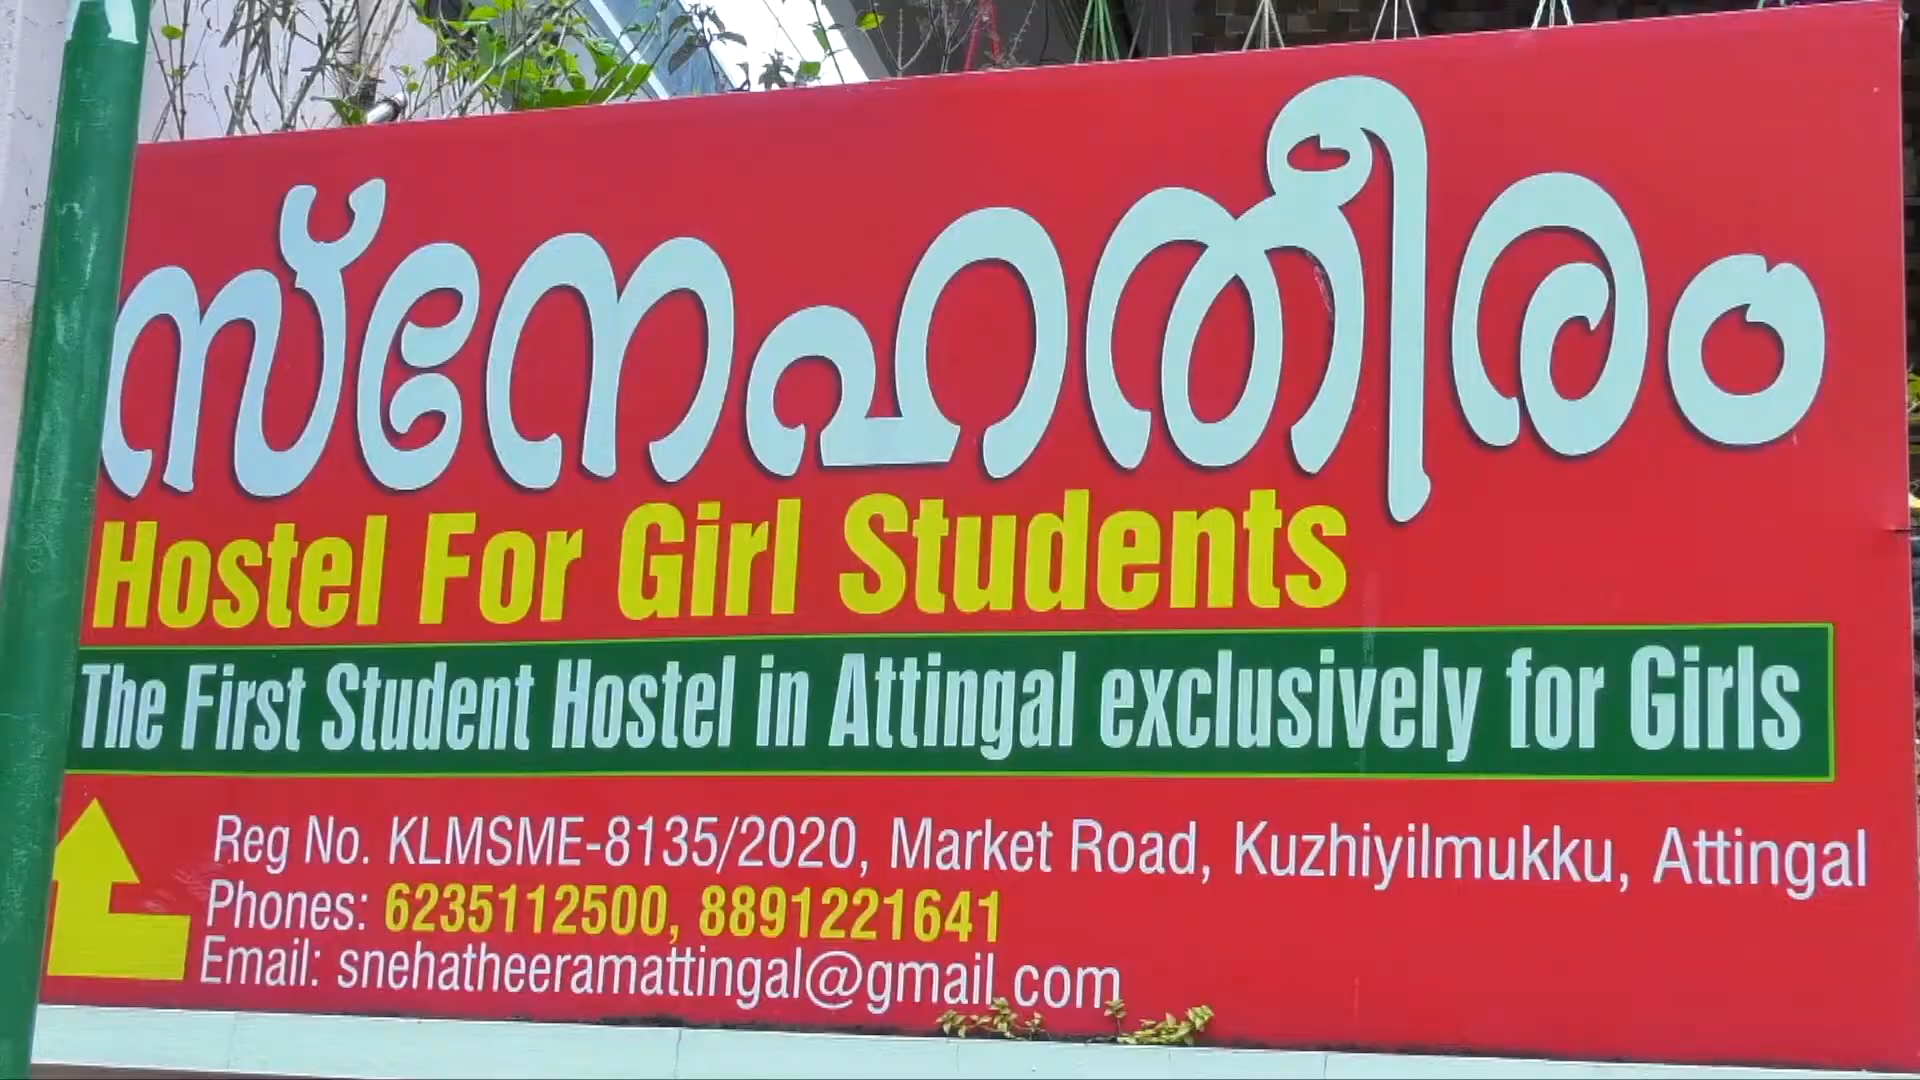 സ്നേഹതീരം
Hostel For Girl Students
The First Student Hostel in Attingal exclusively for Girls
Reg No. KLMSME-8135/2020, Market Road, Kuzhiyilmukku, Attingal
Phones: 6235112500, 8891221641
Email: snehatheeramattingal@gmail.com